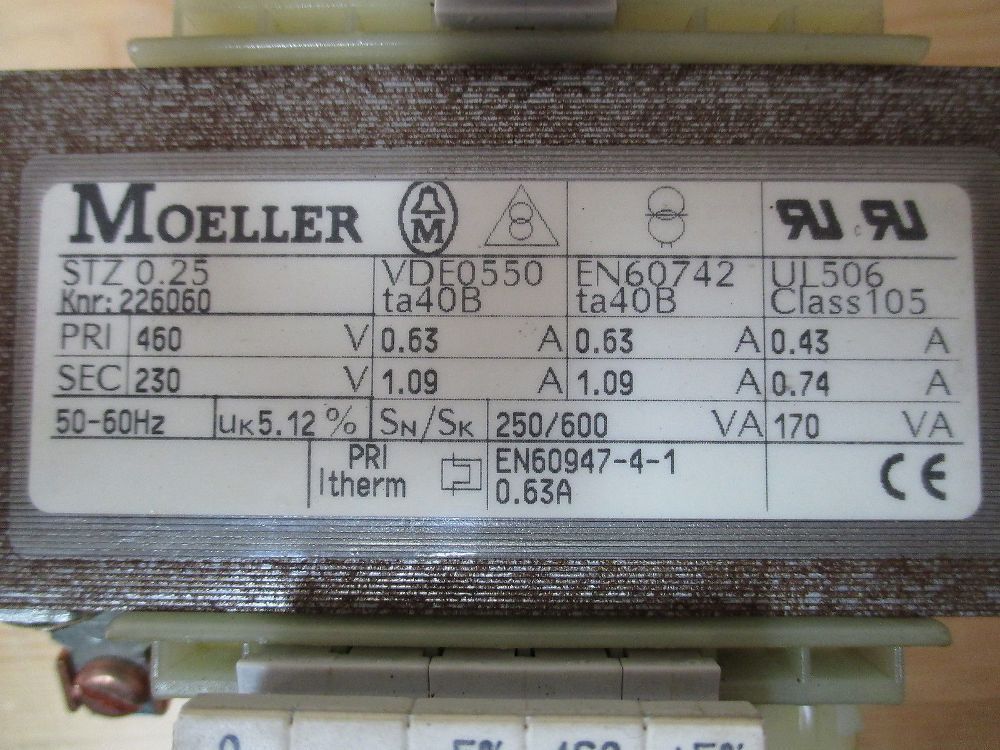 MOELLER M
STZ 0.25 VDE0550 EN60742 UL506
Knr: 226060 ta40B ta40B Class105
PRI 460 V 0.63 A 0.63 A 0.43 A
SEC 230 V 1.09 A 1.09 A 0.74 A
50-60Hz uK 5.12 % SN/SK 250/600 VA 170 VA
PRI EN60947-4-1
Itherm 0.63A CE